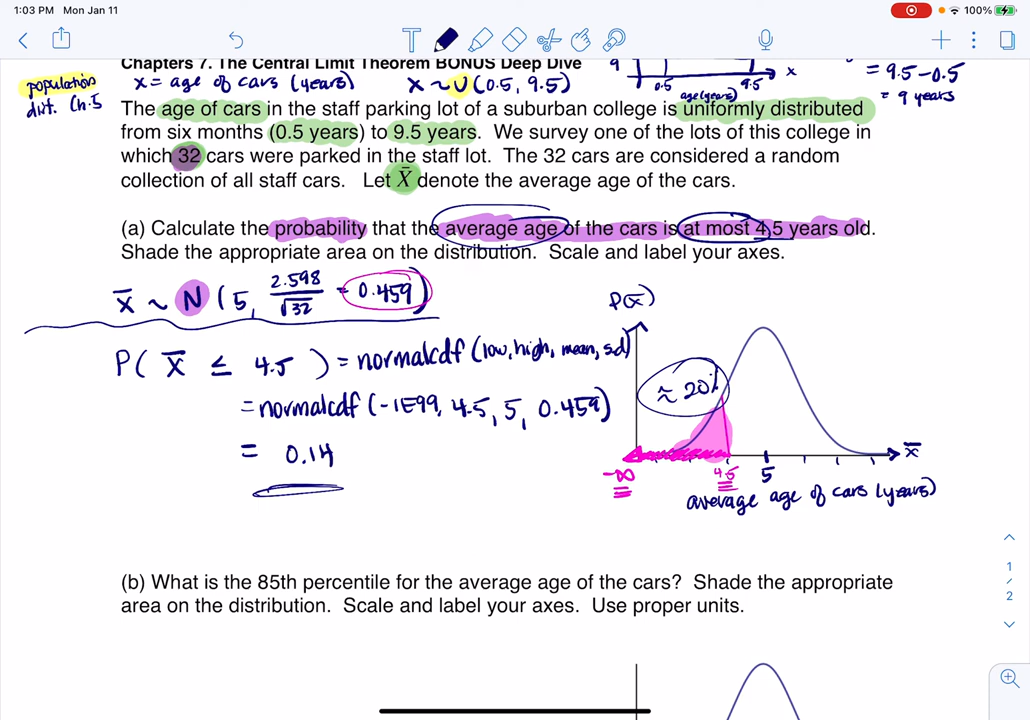 1:03 PM Mon Jan 11
100%
Chapters 7. The Central Limit Theorem BONUS Deep Dive
population
dist. Ch.5
x = age of cars (years)
X ~ U (0.5, 9.5)
9
0.5
9.5
x
age (years)
= 9.5 - 0.5
= 9 years
The age of cars in the staff parking lot of a suburban college is uniformly distributed
from six months (0.5 years) to 9.5 years. We survey one of the lots of this college in
which 32 cars were parked in the staff lot. The 32 cars are considered a random
collection of all staff cars. Let X̄ denote the average age of the cars.
(a) Calculate the probability that the average age of the cars is at most 4.5 years old.
Shade the appropriate area on the distribution. Scale and label your axes.
x̄ ~ N (5, 2.598/√32 = 0.459)
P( x̄ ≤ 4.5 ) = normalcdf (low, high, mean, sd)
= normalcdf (-1E99, 4.5, 5, 0.459)
= 0.14
P(x̄)
≈ 20%
x̄
-∞
4.5
5
average age of cars (years)
(b) What is the 85th percentile for the average age of the cars? Shade the appropriate
area on the distribution. Scale and label your axes. Use proper units.
1
/
2